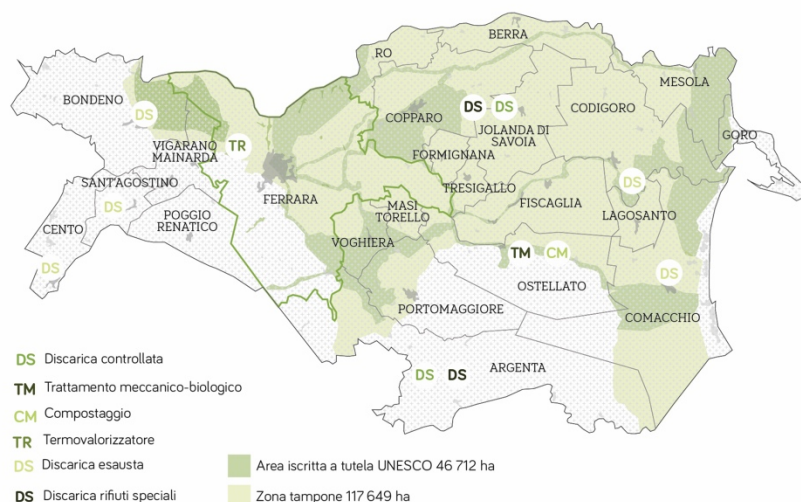 BERRA
RO
MESOLA
BONDENO
DS
COPPARO
DS
DS
CODIGORO
JOLANDA DI
SAVOIA
GORO
VIGARANO
MAINARDA
TR
FORMIGNANA
SANT'AGOSTINO
TRESIGALLO
DS
FERRARA
FISCAGLIA
MASI
TORELLO
LAGOSANTO
DS
CENTO
POGGIO
RENATICO
VOGHIERA
TM
CM
DS
DS
OSTELLATO
PORTOMAGGIORE
COMACCHIO
ARGENTA
DS
DS
DS Discarica controllata
TM Trattamento meccanico-biologico
CM Compostaggio
TR Termovalorizzatore
DS Discarica esausta
DS Discarica rifiuti speciali
Area iscritta a tutela UNESCO 46 712 ha
Zona tampone 117 649 ha